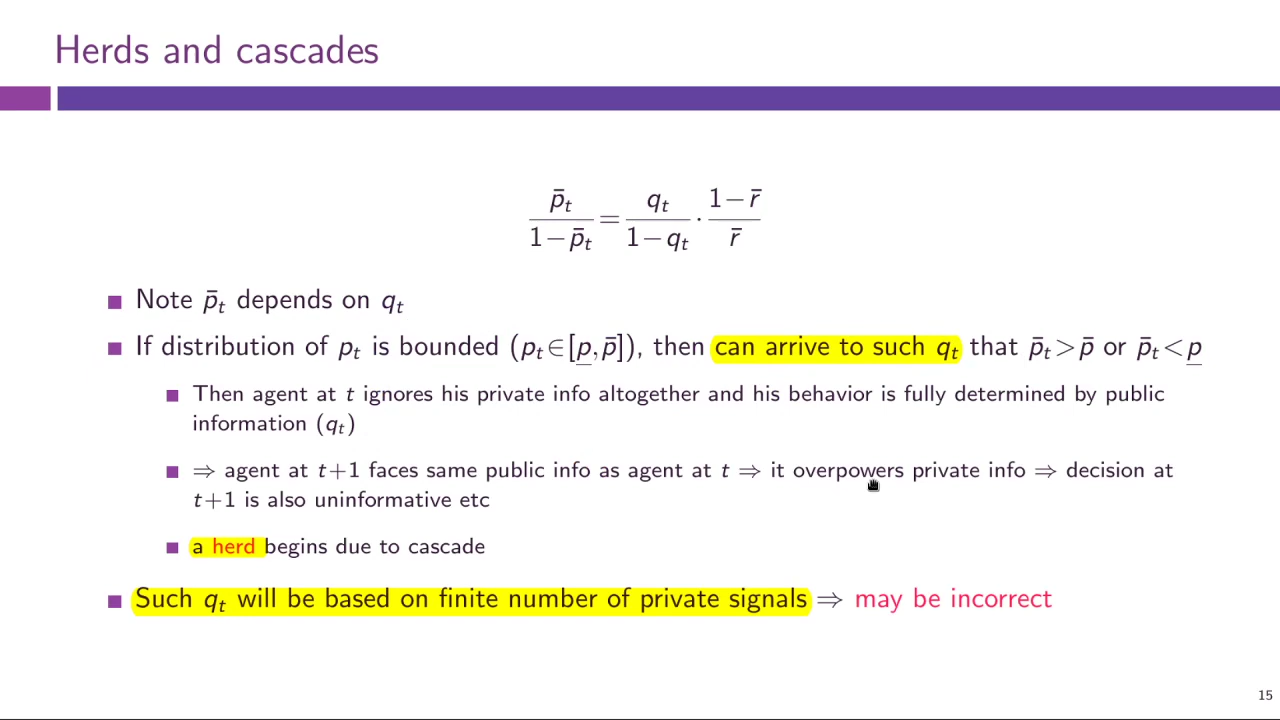 Herds and cascades
p̄_t / (1 − p̄_t) = q_t / (1 − q_t) · (1 − r̄) / r̄
Note p̄_t depends on q_t
If distribution of p_t is bounded (p_t ∈ [p̲, p̄]), then can arrive to such q_t that p̄_t > p̄ or p̄_t < p̲
Then agent at t ignores his private info altogether and his behavior is fully determined by public
information (q_t)
⇒ agent at t+1 faces same public info as agent at t ⇒ it overpowers private info ⇒ decision at
t+1 is also uninformative etc
a herd begins due to cascade
Such q_t will be based on finite number of private signals ⇒ may be incorrect
15